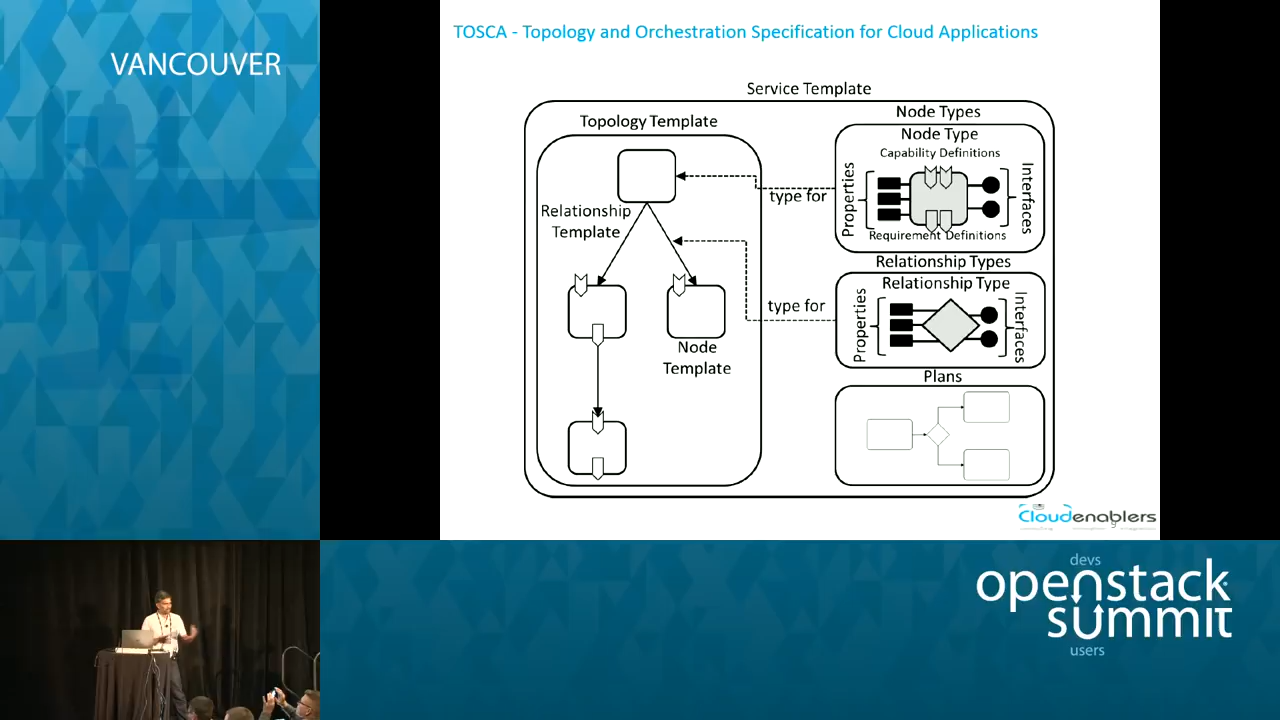 VANCOUVER
TOSCA - Topology and Orchestration Specification for Cloud Applications
Service Template
Topology Template
Relationship
Template
Node
Template
type for
type for
Node Types
Node Type
Capability Definitions
Properties
Interfaces
Requirement Definitions
Relationship Types
Relationship Type
Properties
Interfaces
Plans
Cloudenablers
9
devs
openstack
summit
users